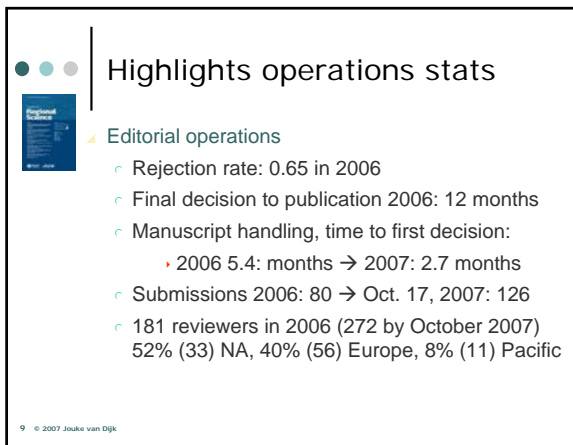 Highlights operations stats
Regional
Science
Editorial operations
Rejection rate: 0.65 in 2006
Final decision to publication 2006: 12 months
Manuscript handling, time to first decision:
2006 5.4: months → 2007: 2.7 months
Submissions 2006: 80 → Oct. 17, 2007: 126
181 reviewers in 2006 (272 by October 2007)
52% (33) NA, 40% (56) Europe, 8% (11) Pacific
9 © 2007 Jouke van Dijk